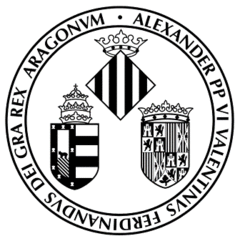 · ALEXANDER PP VI VALENTINVS FERDINANDVS DEI GRA REX ARAGONVM